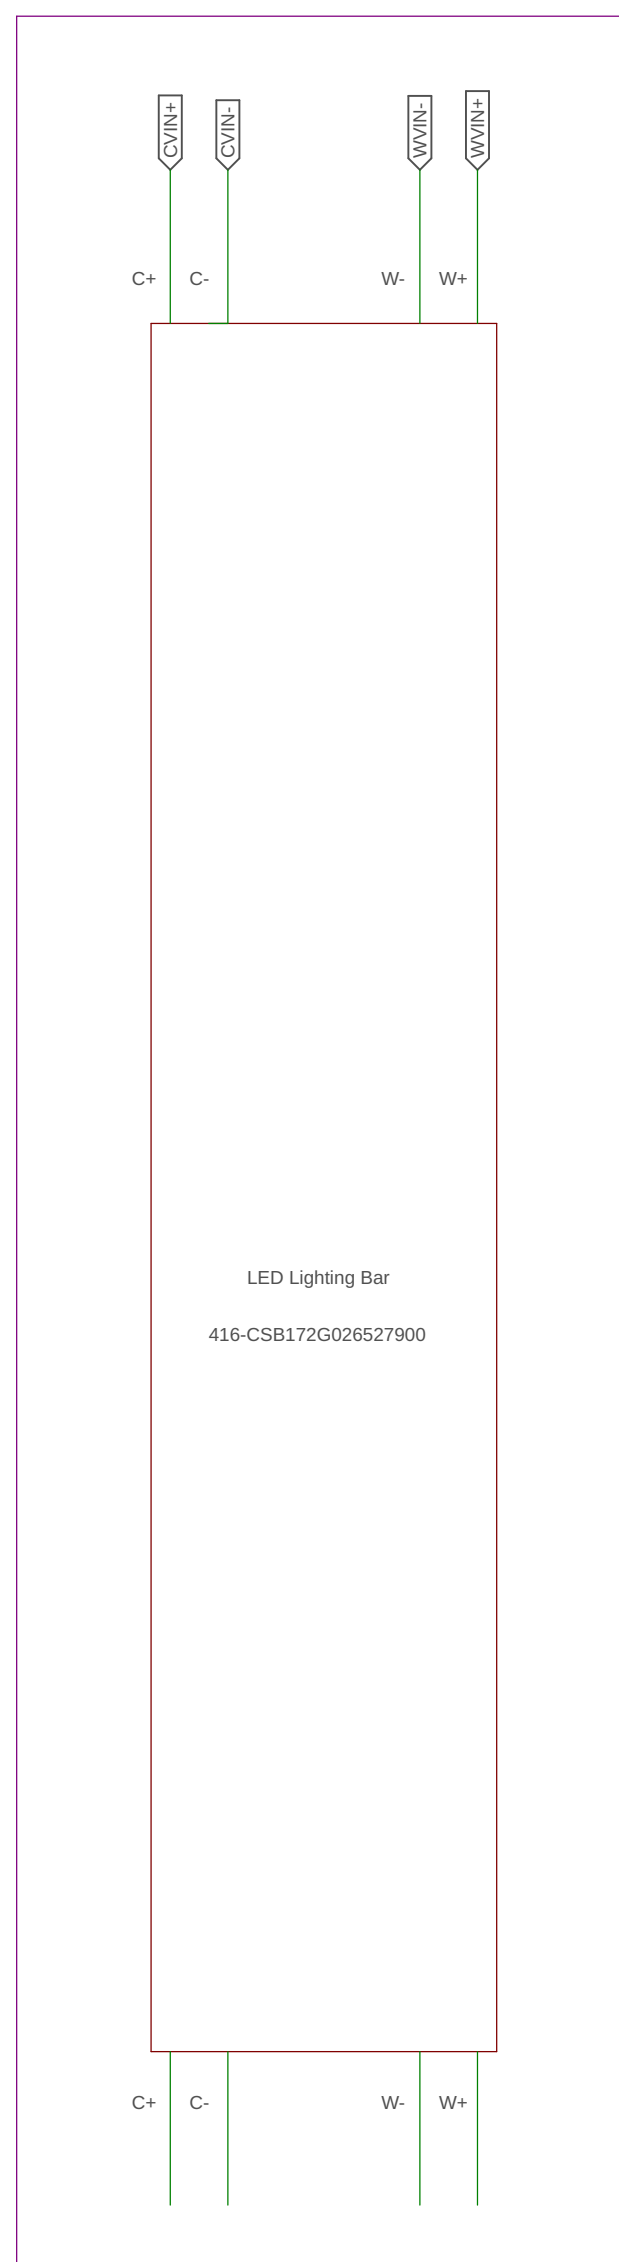 CVIN+
CVIN-
WVIN-
WVIN+
C+ C- W- W+
LED Lighting Bar
416-CSB172G026527900
C+ C- W- W+